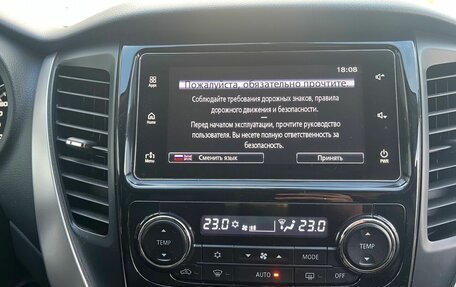 18:08
Apps
Пожалуйста, обязательно прочтите.
Соблюдайте требования дорожных знаков, правила
дорожного движения и безопасности.
—
Перед началом эксплуатации, прочтите руководство
пользователя. Вы несете полную ответственность за
безопасность.
Home
Menu
Сменить язык
Принять
PWR
23.0
23.0
TEMP
TEMP
MODE
AUTO
OFF